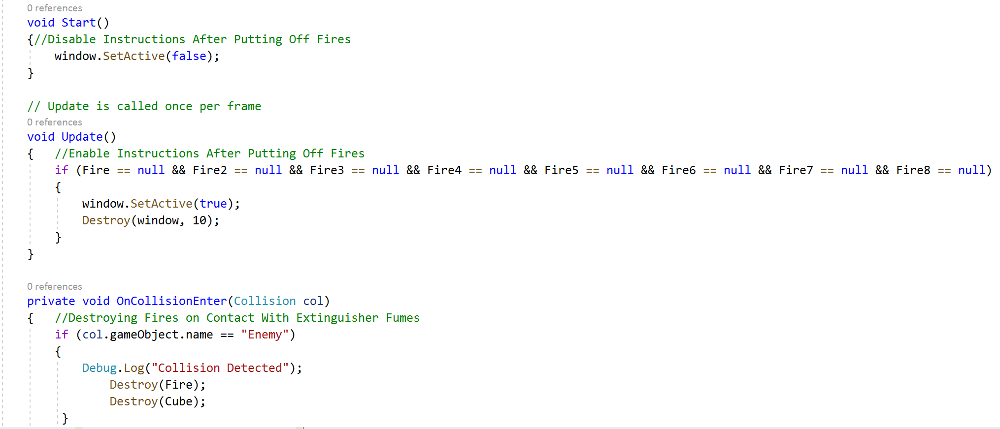 0 references
void Start()
{//Disable Instructions After Putting Off Fires
window.SetActive(false);
}
// Update is called once per frame
0 references
void Update()
{ //Enable Instructions After Putting Off Fires
if (Fire == null && Fire2 == null && Fire3 == null && Fire4 == null && Fire5 == null && Fire6 == null && Fire7 == null && Fire8 == null)
{
window.SetActive(true);
Destroy(window, 10);
}
}
0 references
private void OnCollisionEnter(Collision col)
{ //Destroying Fires on Contact With Extinguisher Fumes
if (col.gameObject.name == "Enemy")
{
Debug.Log("Collision Detected");
Destroy(Fire);
Destroy(Cube);
}